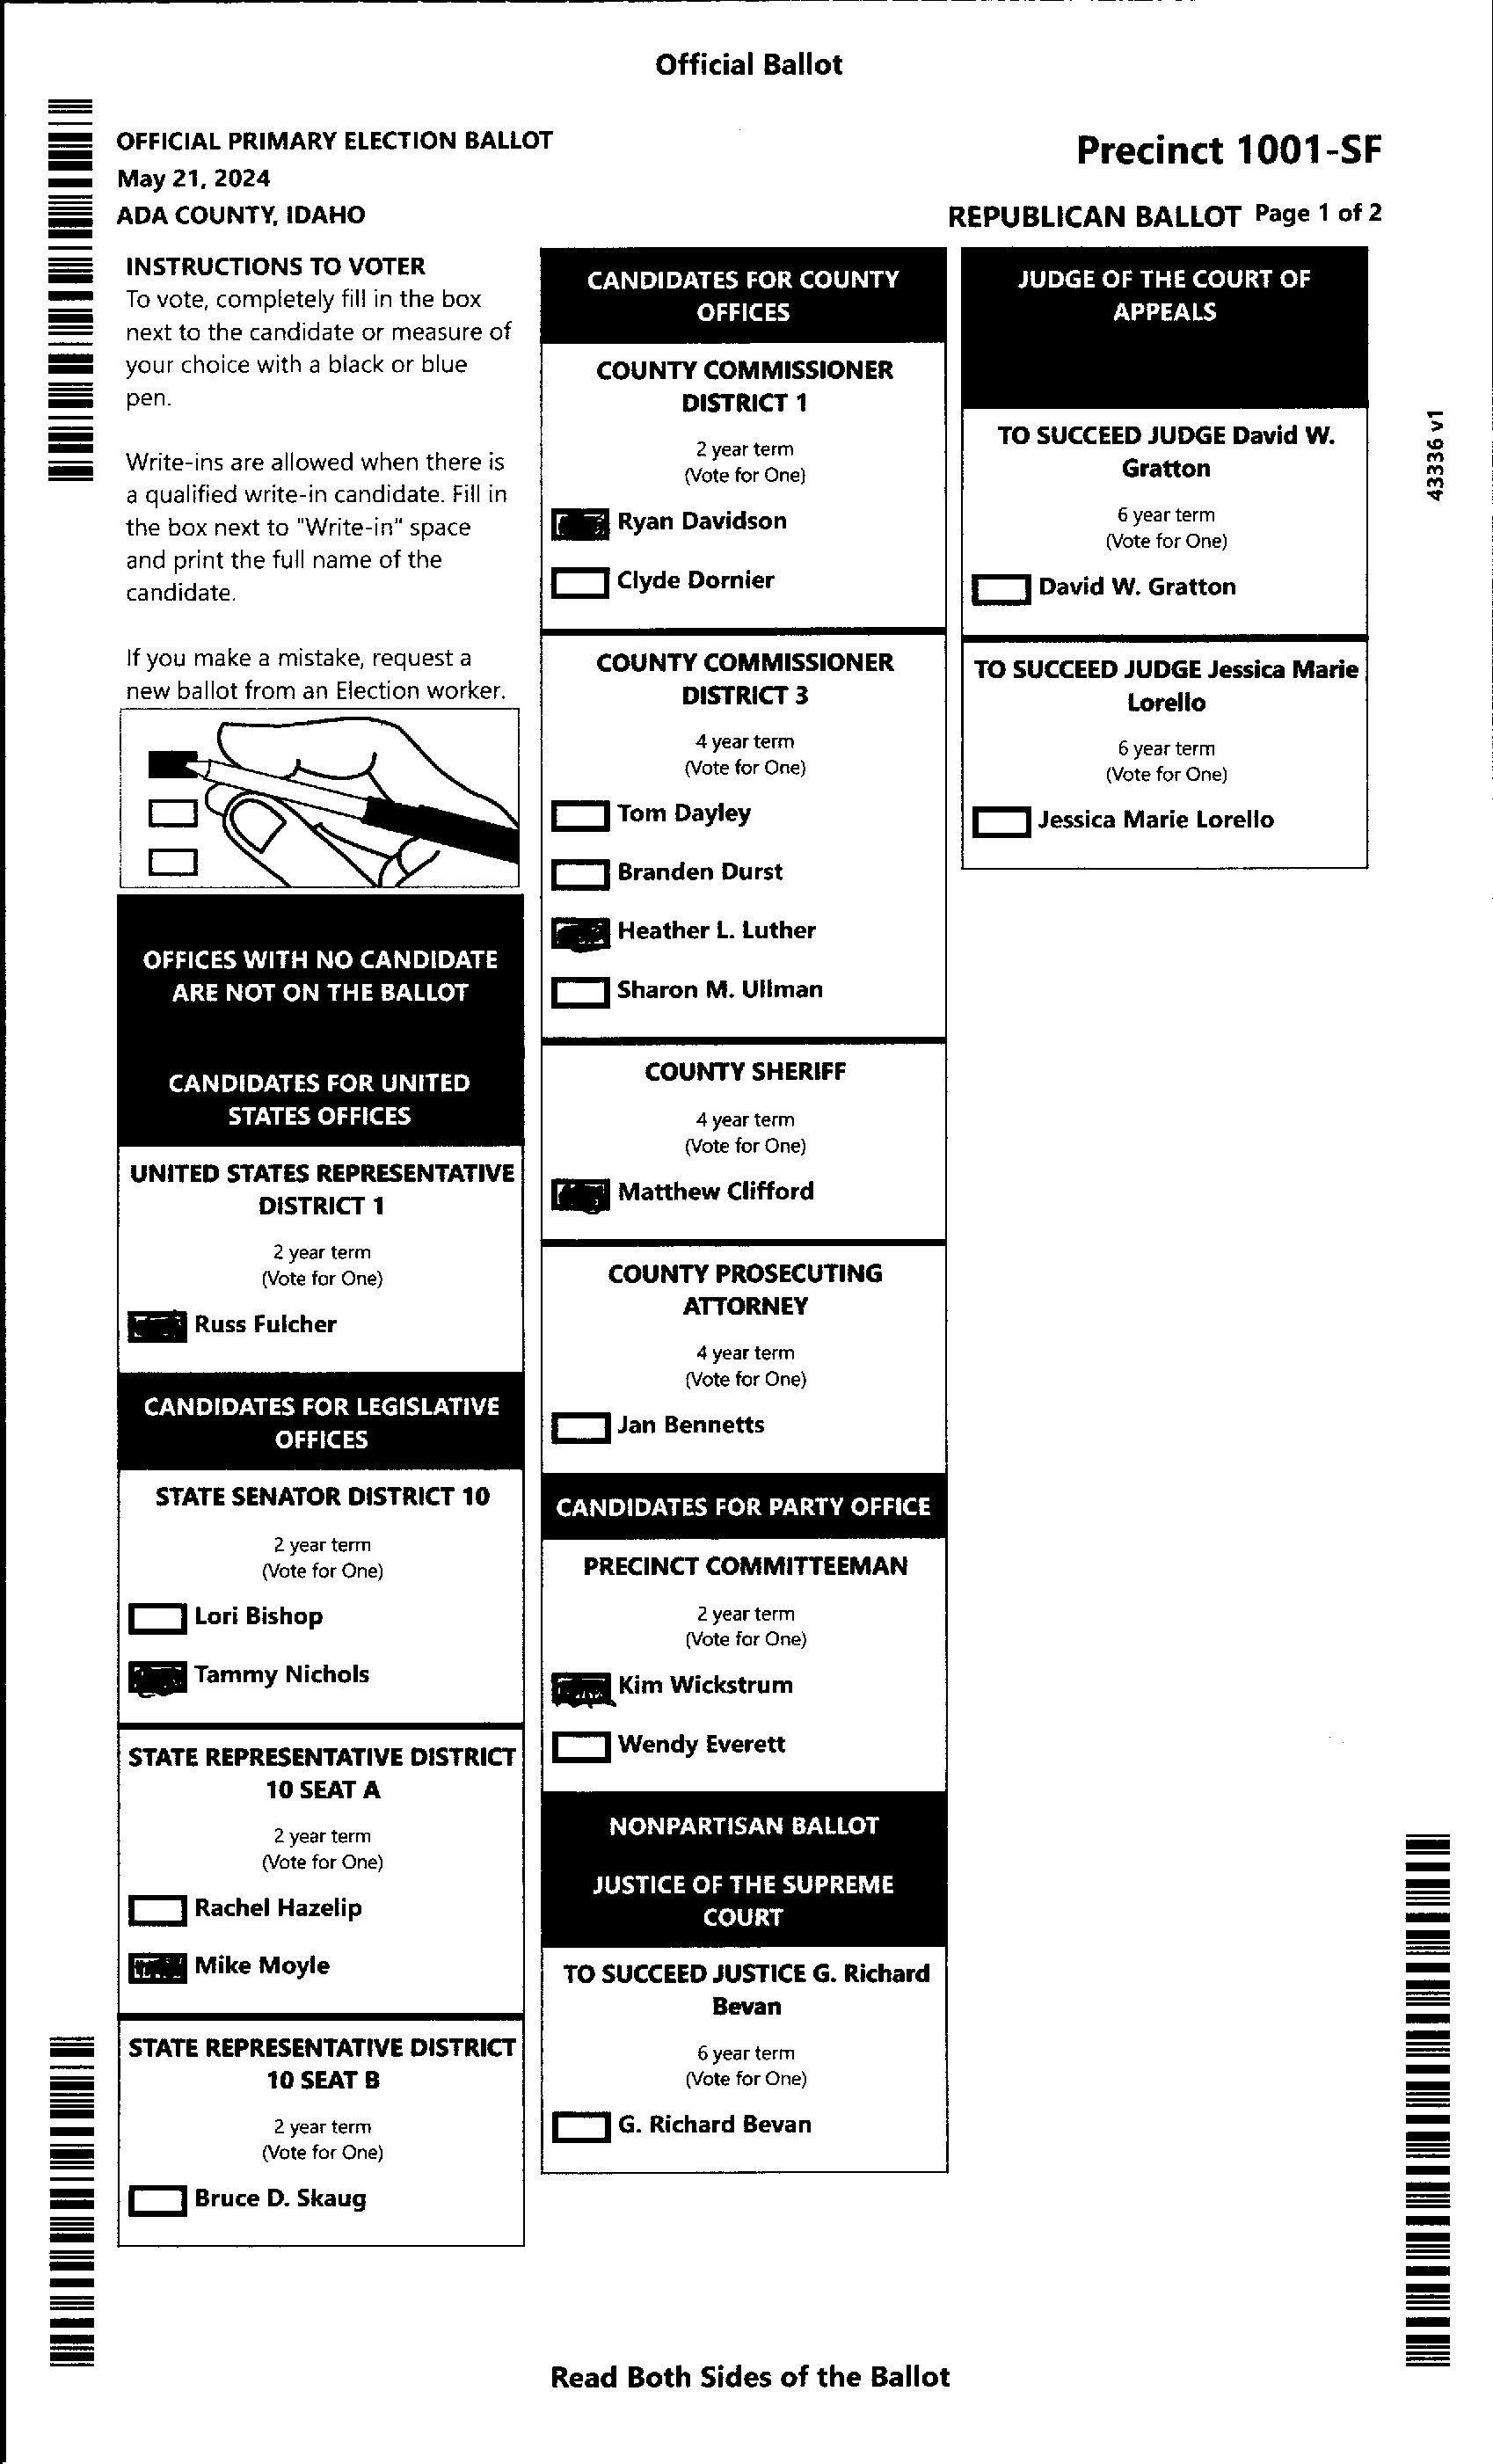 Official Ballot
OFFICIAL PRIMARY ELECTION BALLOT
May 21, 2024
ADA COUNTY, IDAHO
Precinct 1001-SF
REPUBLICAN BALLOT Page 1 of 2
INSTRUCTIONS TO VOTER
To vote, completely fill in the box
next to the candidate or measure of
your choice with a black or blue
pen.
Write-ins are allowed when there is
a qualified write-in candidate. Fill in
the box next to "Write-in" space
and print the full name of the
candidate.
If you make a mistake, request a
new ballot from an Election worker.
OFFICES WITH NO CANDIDATE
ARE NOT ON THE BALLOT
CANDIDATES FOR UNITED
STATES OFFICES
UNITED STATES REPRESENTATIVE
DISTRICT 1
2 year term
(Vote for One)
Russ Fulcher
CANDIDATES FOR LEGISLATIVE
OFFICES
STATE SENATOR DISTRICT 10
2 year term
(Vote for One)
Lori Bishop
Tammy Nichols
STATE REPRESENTATIVE DISTRICT
10 SEAT A
2 year term
(Vote for One)
Rachel Hazelip
Mike Moyle
STATE REPRESENTATIVE DISTRICT
10 SEAT B
2 year term
(Vote for One)
Bruce D. Skaug
CANDIDATES FOR COUNTY
OFFICES
COUNTY COMMISSIONER
DISTRICT 1
2 year term
(Vote for One)
Ryan Davidson
Clyde Dornier
COUNTY COMMISSIONER
DISTRICT 3
4 year term
(Vote for One)
Tom Dayley
Branden Durst
Heather L. Luther
Sharon M. Ullman
COUNTY SHERIFF
4 year term
(Vote for One)
Matthew Clifford
COUNTY PROSECUTING
ATTORNEY
4 year term
(Vote for One)
Jan Bennetts
CANDIDATES FOR PARTY OFFICE
PRECINCT COMMITTEEMAN
2 year term
(Vote for One)
Kim Wickstrum
Wendy Everett
NONPARTISAN BALLOT
JUSTICE OF THE SUPREME
COURT
TO SUCCEED JUSTICE G. Richard
Bevan
6 year term
(Vote for One)
G. Richard Bevan
JUDGE OF THE COURT OF
APPEALS
TO SUCCEED JUDGE David W.
Gratton
6 year term
(Vote for One)
David W. Gratton
TO SUCCEED JUDGE Jessica Marie
Lorello
6 year term
(Vote for One)
Jessica Marie Lorello
43336 v1
Read Both Sides of the Ballot